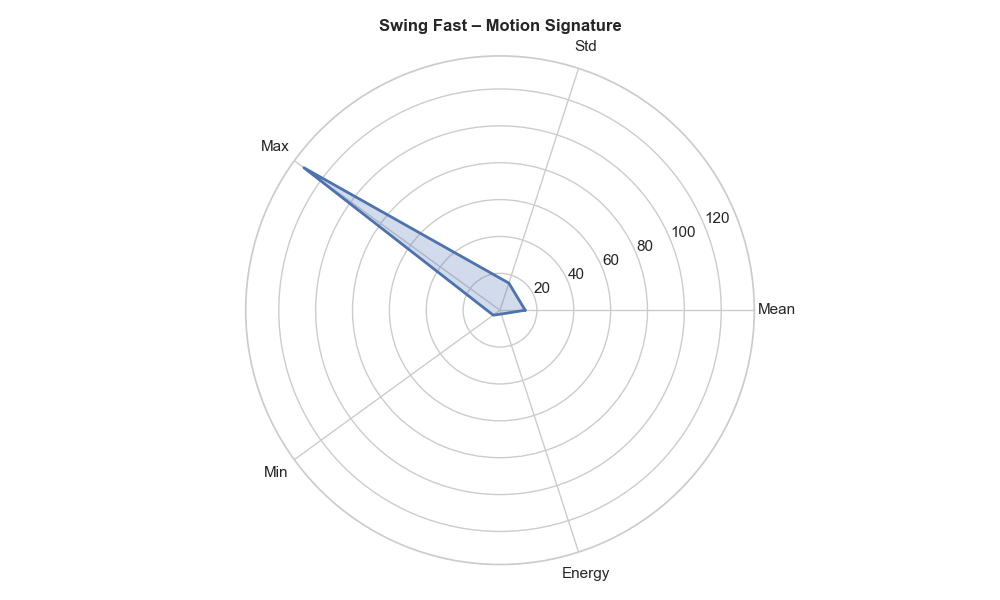 Swing Fast – Motion Signature
Std
Max
120
100
80
60
40
20
Mean
Min
Energy